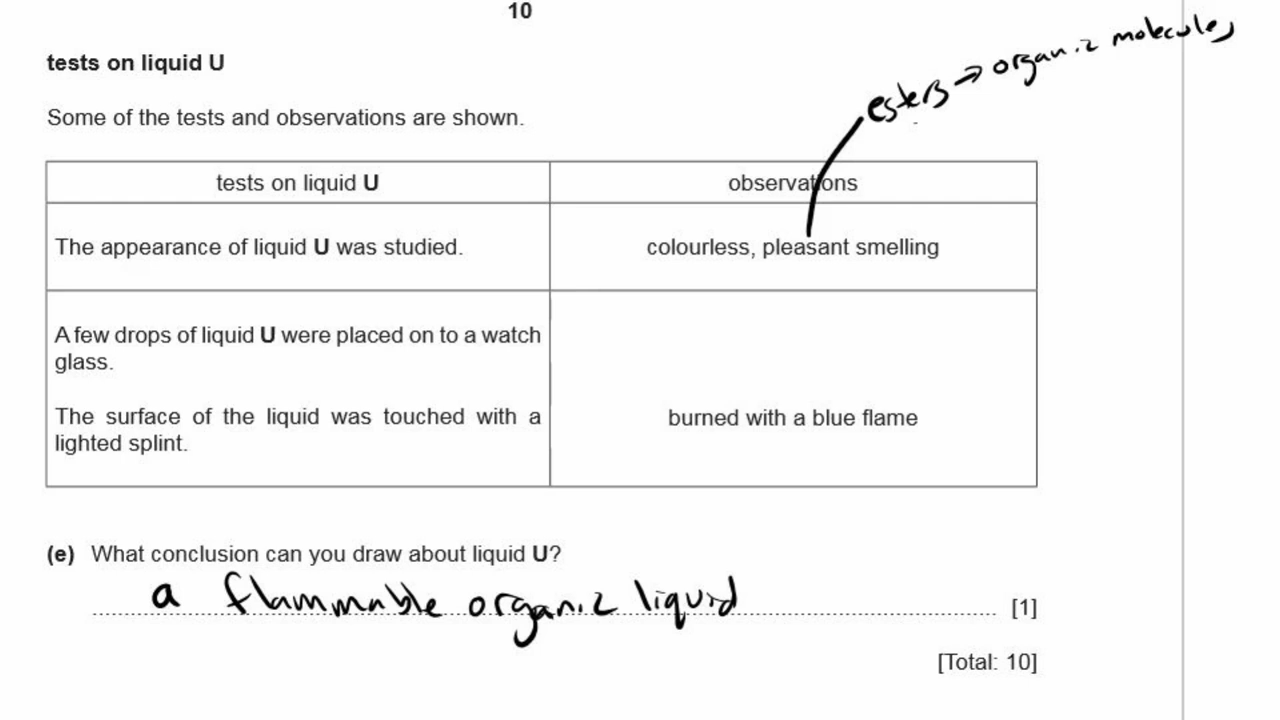 10
esters → organic molecules
tests on liquid U
Some of the tests and observations are shown.
tests on liquid U
observations
The appearance of liquid U was studied.
colourless, pleasant smelling
A few drops of liquid U were placed on to a watch
glass.
The surface of the liquid was touched with a
lighted splint.
burned with a blue flame
(e) What conclusion can you draw about liquid U?
a flammable organic liquid
[1]
[Total: 10]